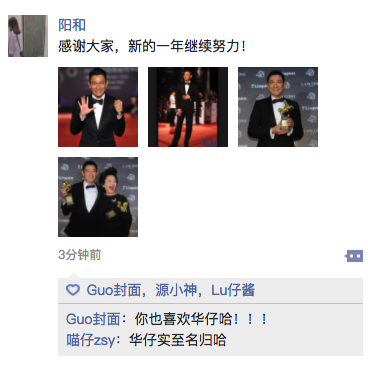 阳和
感谢大家，新的一年继续努力！
3分钟前
Guo封面，源小神，Lu仔酱
Guo封面：你也喜欢华仔哈！！！
喵仔zsy：华仔实至名归哈